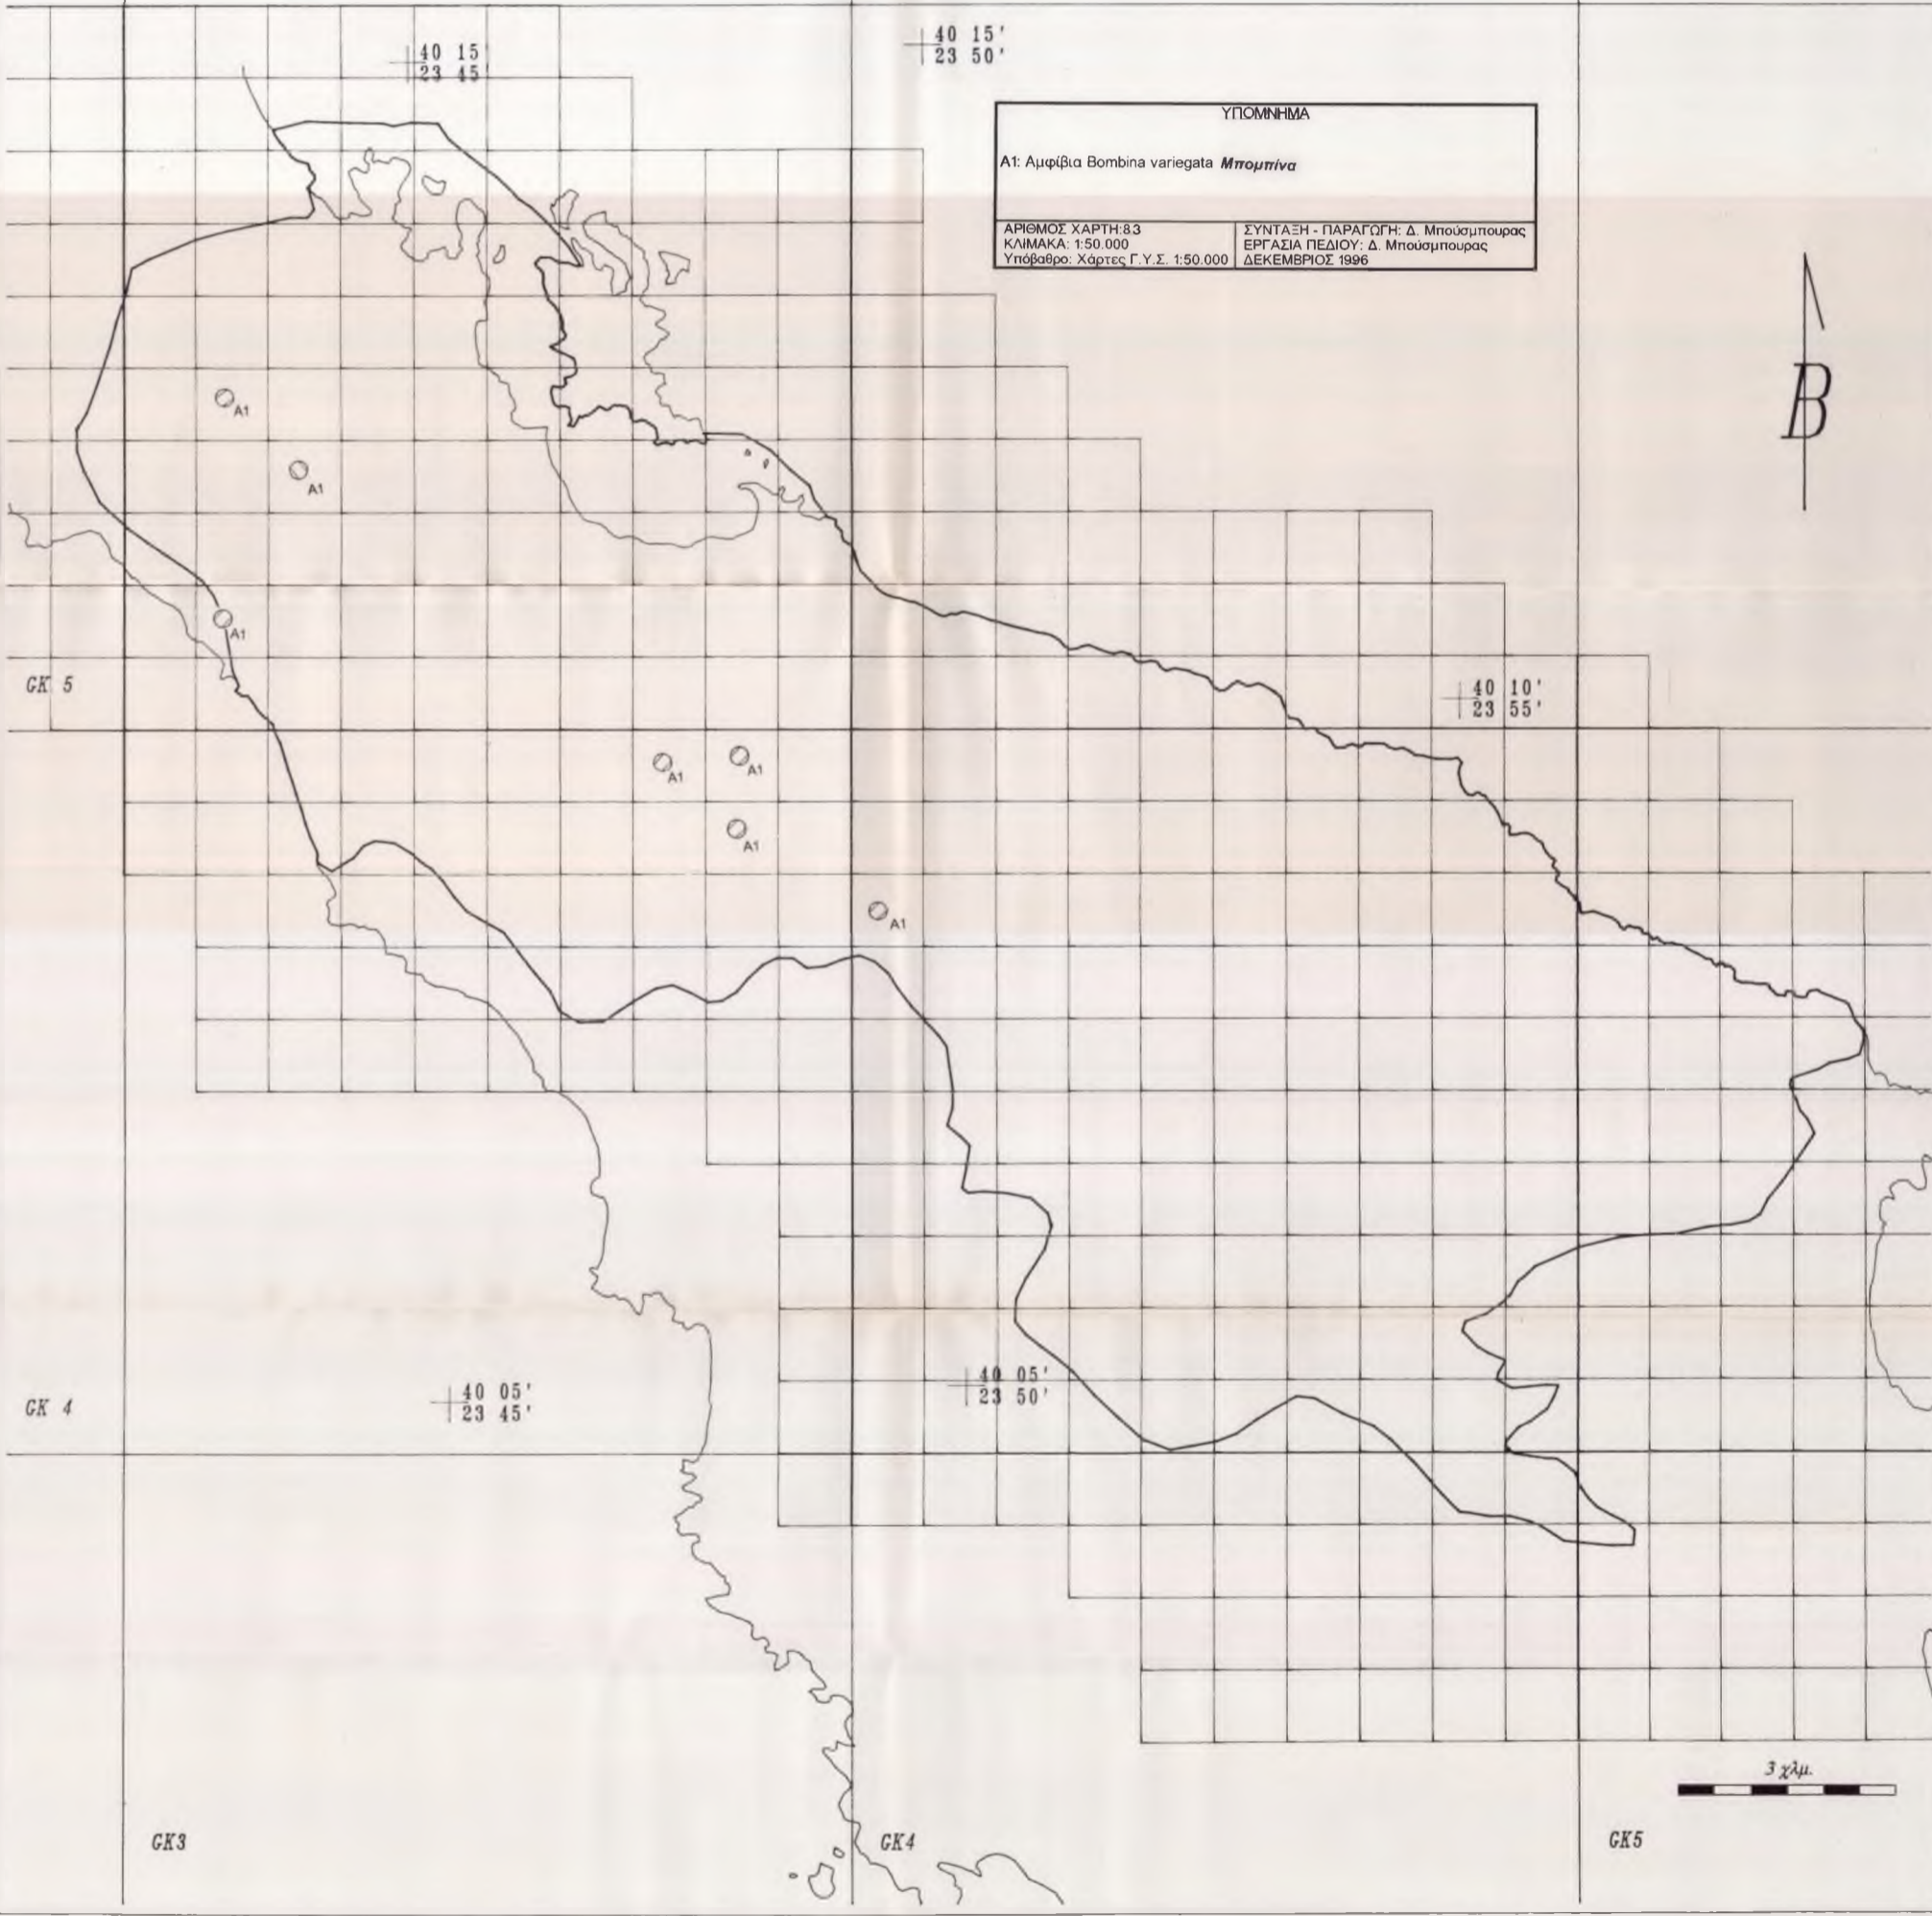 40 15
23 45'
40 15'
23 50'
ΥΠΟΜΝΗΜΑ
Α1: Αμφίβια Bombina variegata Μπομπίνα
ΑΡΙΘΜΟΣ ΧΑΡΤΗ:8.3
ΚΛΙΜΑΚΑ: 1:50.000
Υπόβαθρο: Χάρτες Γ.Υ.Σ. 1:50.000
ΣΥΝΤΑΞΗ - ΠΑΡΑΓΩΓΗ: Δ. Μπούσμπουρας
ΕΡΓΑΣΙΑ ΠΕΔΙΟΥ: Δ. Μπούσμπουρας
ΔΕΚΕΜΒΡΙΟΣ 1996
Β
A1
A1
A1
GK 5
40 10'
23 55'
A1
A1
A1
A1
40 05'
23 50'
40 05'
23 45'
GK 4
3 χλμ.
GK3
GK4
GK5